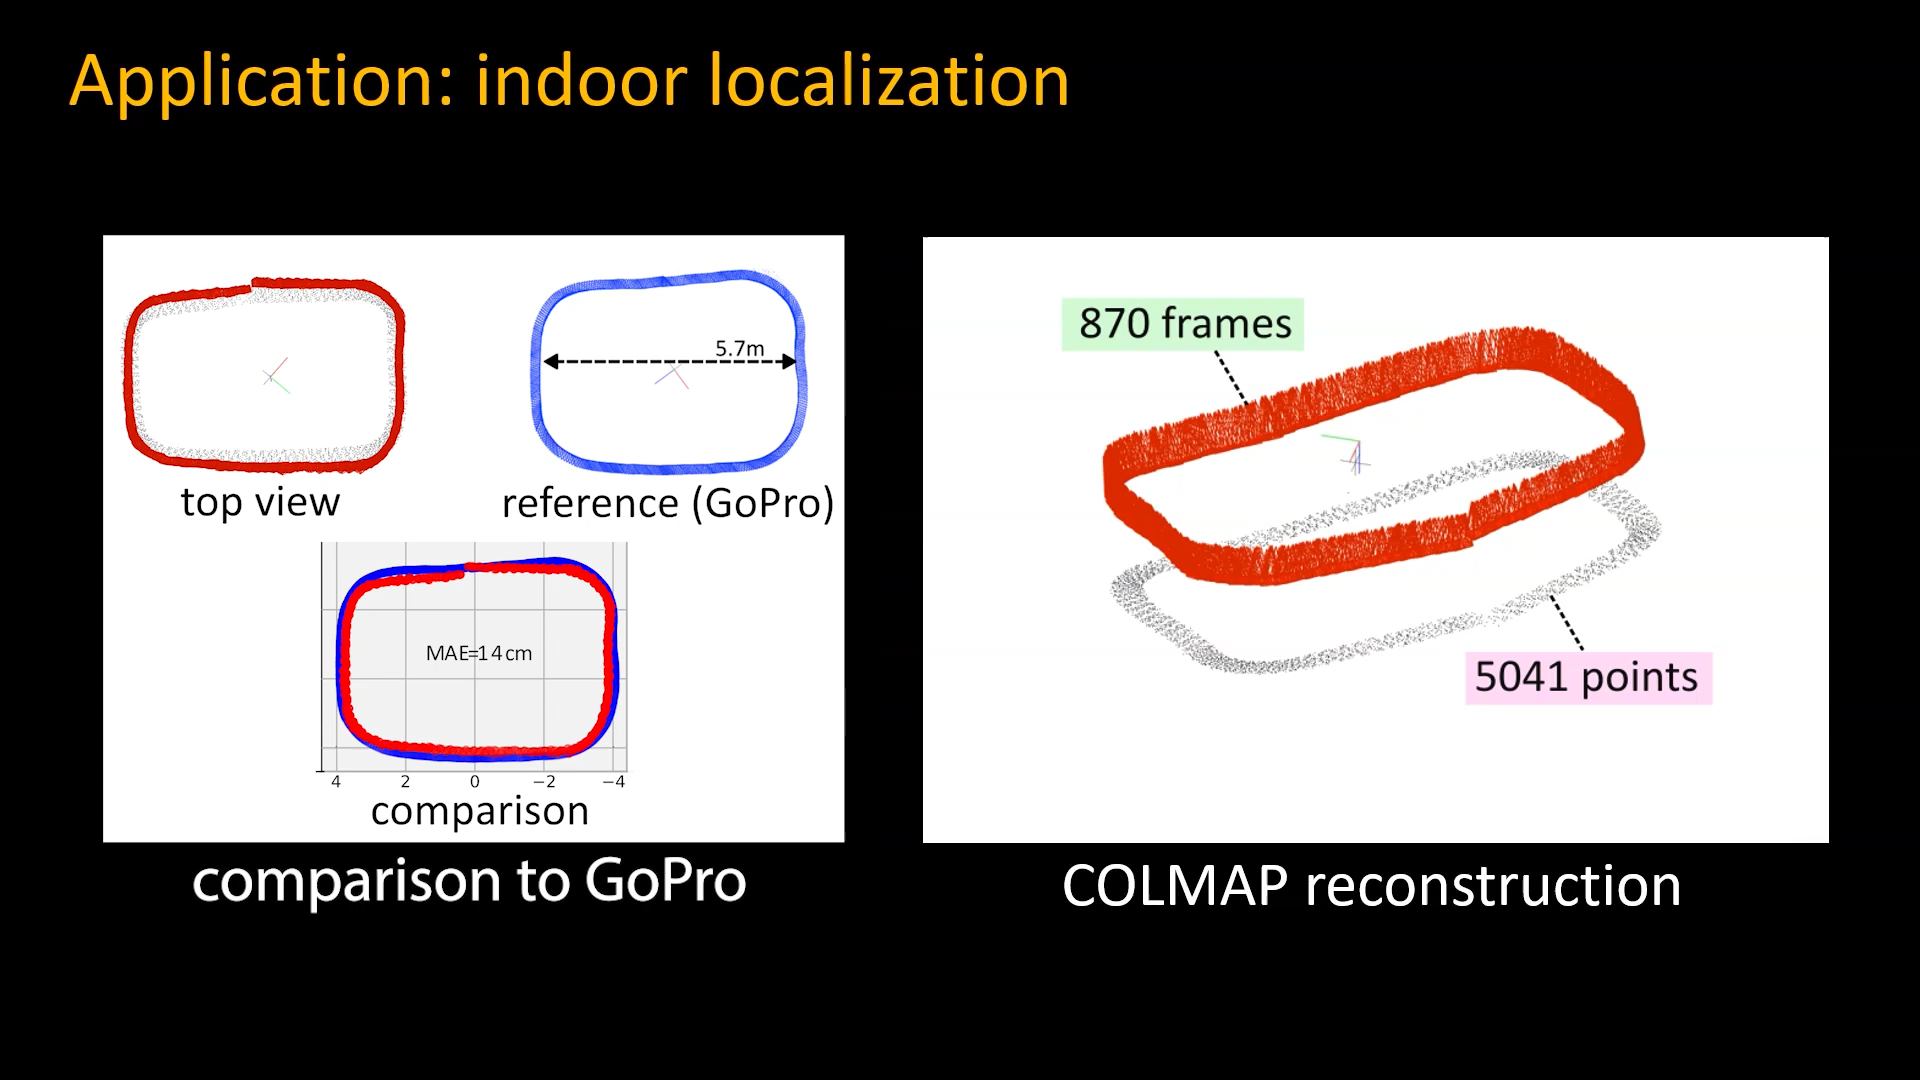 Application: indoor localization
top view
5.7m
reference (GoPro)
MAE=14cm
4 2 0 −2 −4
comparison
comparison to GoPro
870 frames
5041 points
COLMAP reconstruction